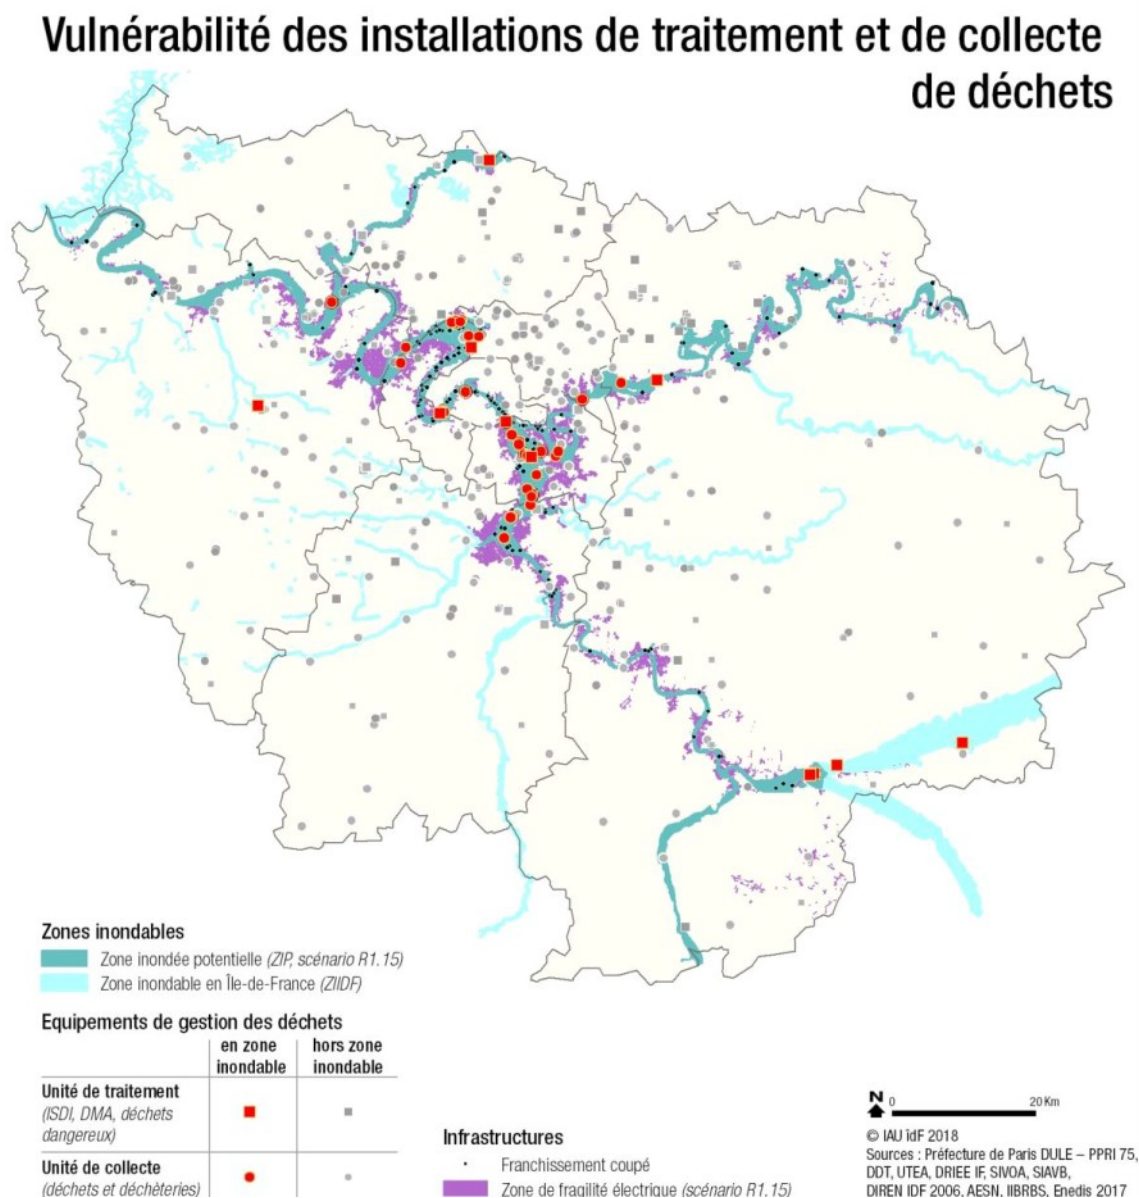 Vulnérabilité des installations de traitement et de collecte
de déchets
Zones inondables
Zone inondée potentielle (ZIP, scénario R1.15)
Zone inondable en Île-de-France (ZIIDF)
Equipements de gestion des déchets
en zone
inondable
hors zone
inondable
Unité de traitement
(ISDI, DMA, déchets
dangereux)
Unité de collecte
(déchets et déchèteries)
Infrastructures
Franchissement coupé
Zone de fragilité électrique (scénario R1.15)
N 0 20 Km
© IAU îdF 2018
Sources : Préfecture de Paris DULE – PPRI 75,
DDT, UTEA, DRIEE IF, SIVOA, SIAVB,
DIREN IDF 2006, AESN, IIBRBS, Enedis 2017